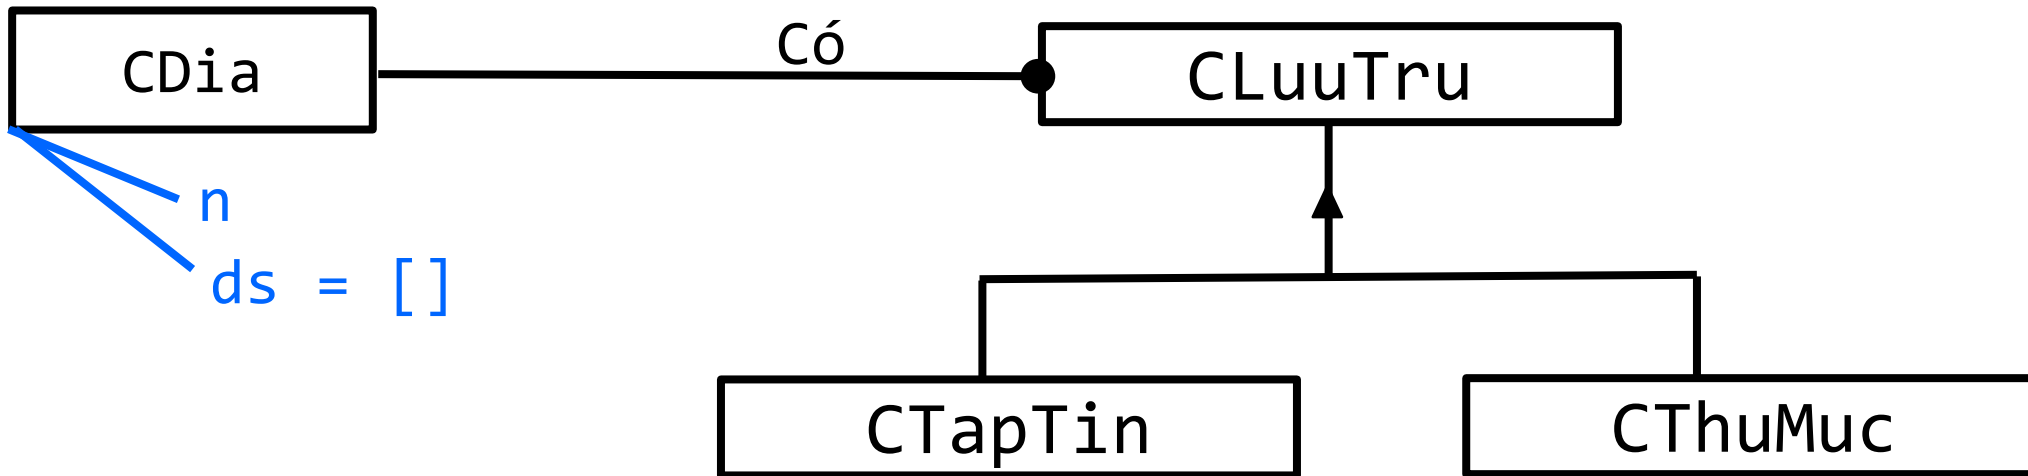 CDia
Có
CLuuTru
n
ds = []
CTapTin
CThuMuc